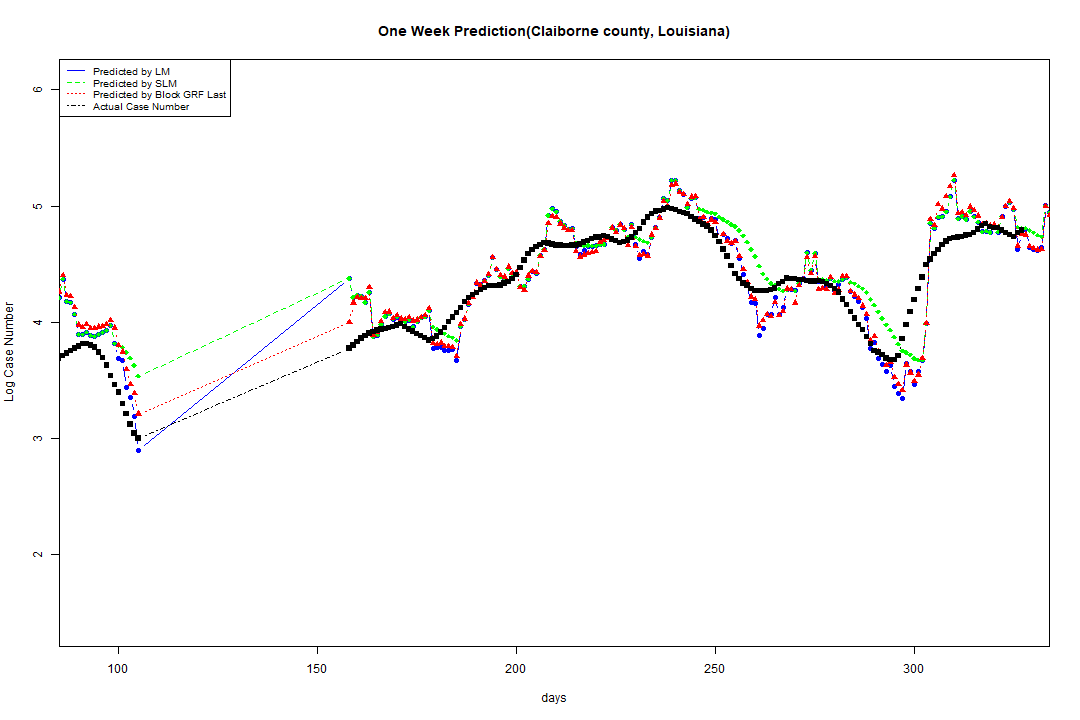 One Week Prediction(Claiborne county, Louisiana)
Predicted by LM
Predicted by SLM
Predicted by Block GRF Last
Actual Case Number
6
5
4
3
2
Log Case Number
100 150 200 250 300
days